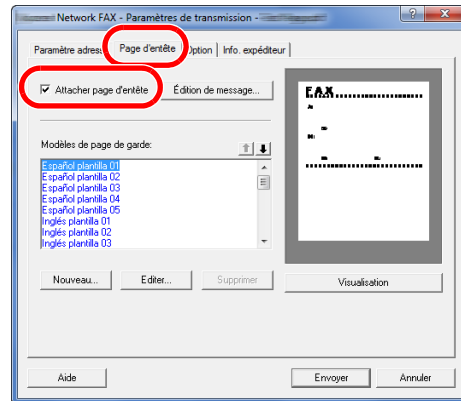 Network FAX - Paramètres de transmission -
Paramètre adress
Page d'entête
Option
Info. expéditeur
Attacher page d'entête
Édition de message...
FAX
Modèles de page de garde:
Español plantilla 01
Español plantilla 02
Español plantilla 03
Español plantilla 04
Español plantilla 05
Inglés plantilla 01
Inglés plantilla 02
Inglés plantilla 03
Nouveau...
Editer...
Supprimer
Visualisation
Aide
Envoyer
Annuler